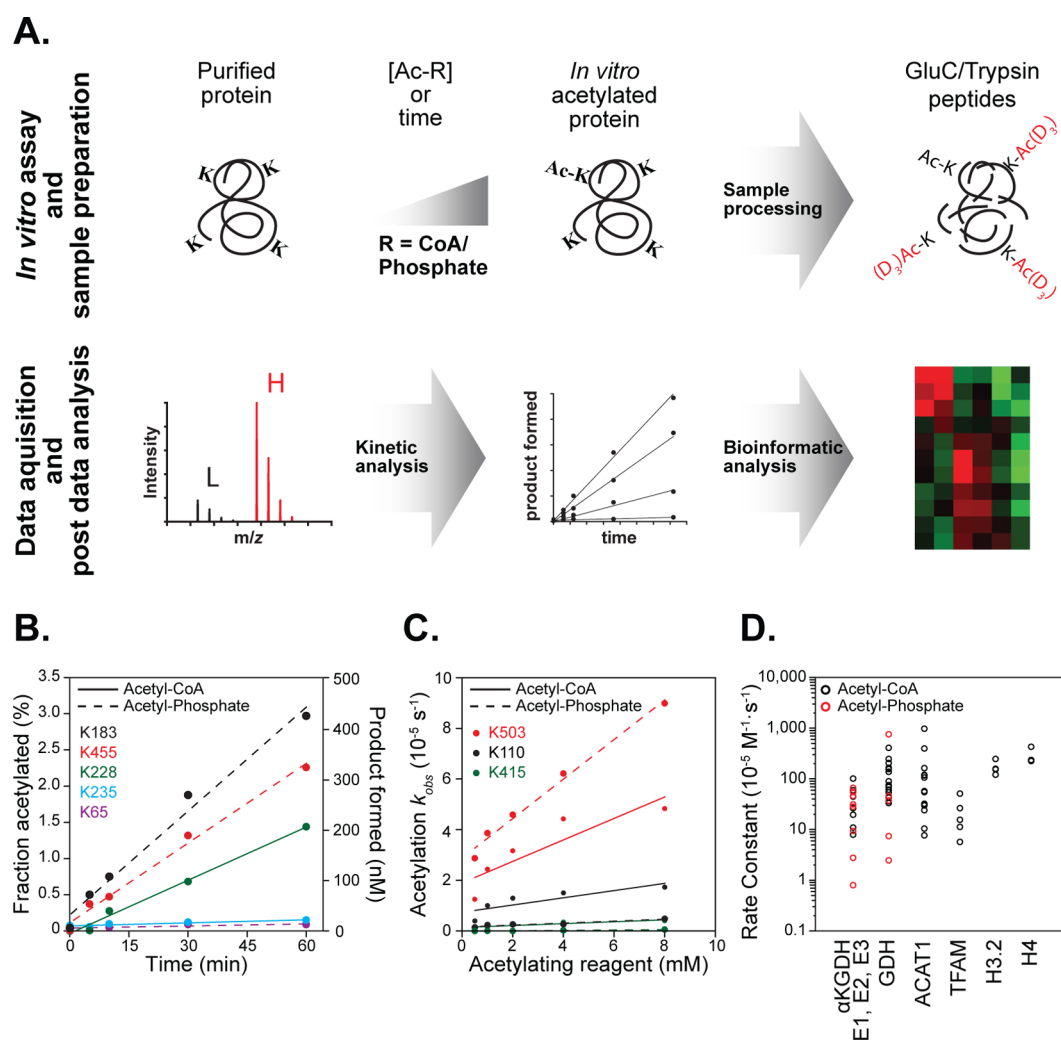 A.
Purified
protein
[Ac-R]
or
time
In vitro
acetylated
protein
GluC/Trypsin
peptides
In vitro assay
and
sample preparation
K
K
K
K
R = CoA/
Phosphate
Ac-K
K
K
K
Sample
processing
Ac-K
K-Ac(D3)
(D3)Ac-K
K-Ac(D3)
Data aquisition
and
post data analysis
Intensity
L
H
m/z
Kinetic
analysis
product formed
time
Bioinformatic
analysis
B.
Fraction acetylated (%)
3.5
3.0
2.5
2.0
1.5
1.0
0.5
0.0
Acetyl-CoA
Acetyl-Phosphate
K183
K455
K228
K235
K65
500
400
300
200
100
0
Product formed (nM)
0
15
30
45
60
Time (min)
C.
Acetylation kobs (10-5 s-1)
10
8
6
4
2
0
Acetyl-CoA
Acetyl-Phosphate
K503
K110
K415
0
2
4
6
8
10
Acetylating reagent (mM)
D.
Rate Constant (10-5 M-1·s-1)
10,000
1,000
100
10
1
0.1
Acetyl-CoA
Acetyl-Phosphate
αKGDH
E1, E2, E3
GDH
ACAT1
TFAM
H3.2
H4